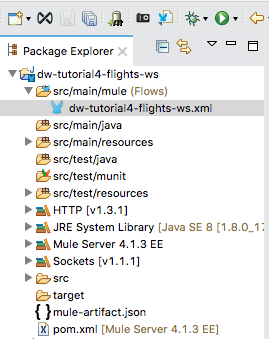 Package Explorer
dw-tutorial4-flights-ws
src/main/mule (Flows)
dw-tutorial4-flights-ws.xml
src/main/java
src/main/resources
src/test/java
src/test/munit
src/test/resources
HTTP [v1.3.1]
JRE System Library [Java SE 8 [1.8.0_17
Mule Server 4.1.3 EE
Sockets [v1.1.1]
src
target
mule-artifact.json
pom.xml [Mule Server 4.1.3 EE]